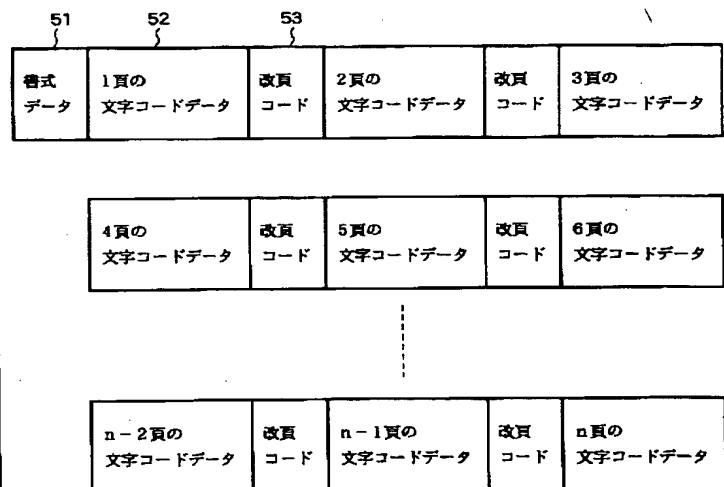 51 52 53
書式 1頁の 改頁 2頁の 改頁 3頁の
データ 文字コードデータ コード 文字コードデータ コード 文字コードデータ
4頁の 改頁 5頁の 改頁 6頁の
文字コードデータ コード 文字コードデータ コード 文字コードデータ
n－2頁の 改頁 n－1頁の 改頁 n頁の
文字コードデータ コード 文字コードデータ コード 文字コードデータ